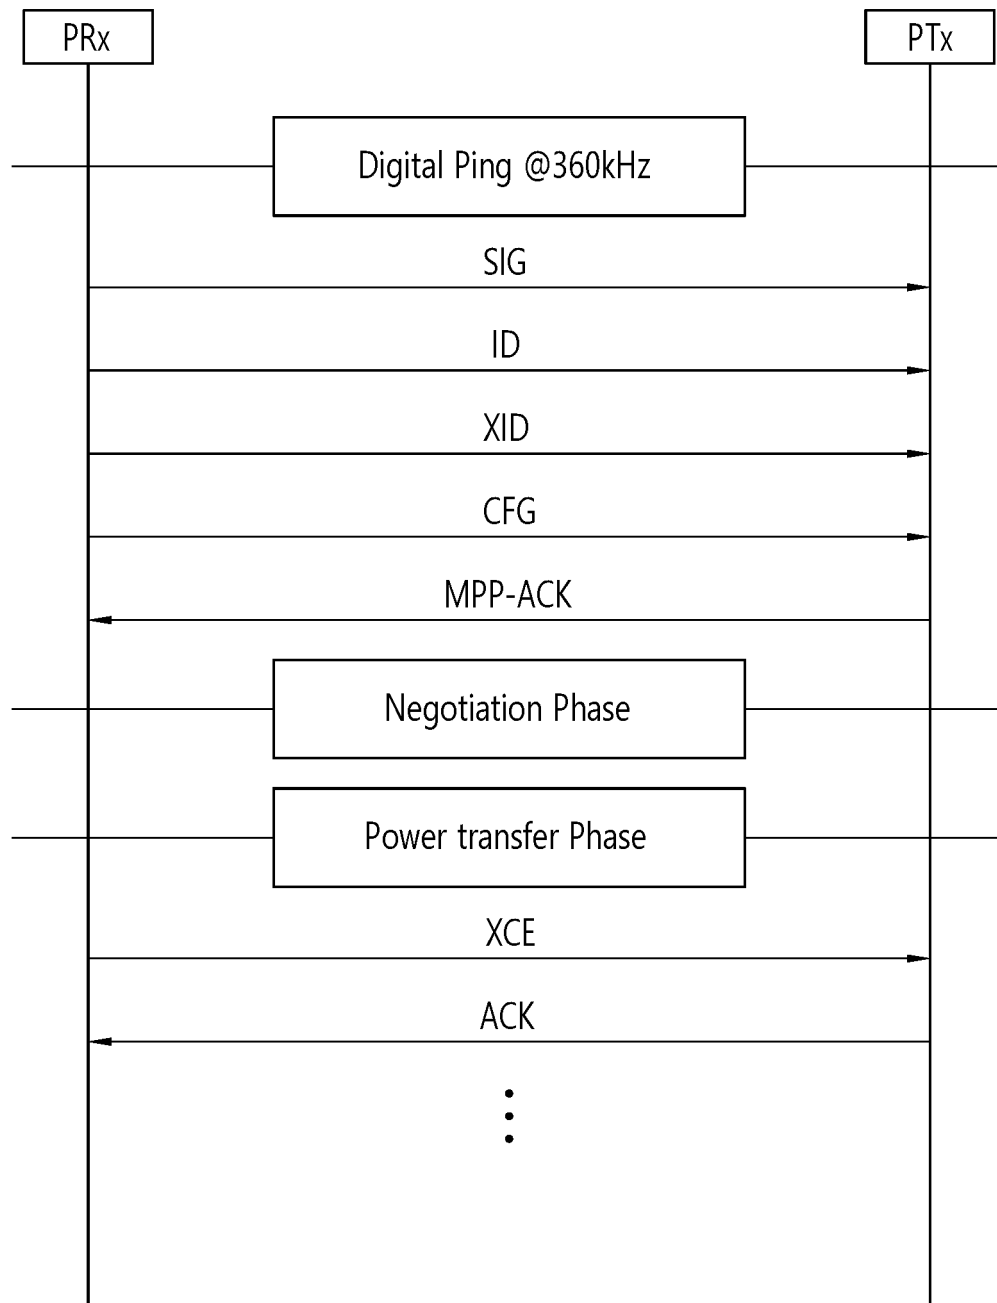 PRx
PTx
Digital Ping @360kHz
SIG
ID
XID
CFG
MPP-ACK
Negotiation Phase
Power transfer Phase
XCE
ACK